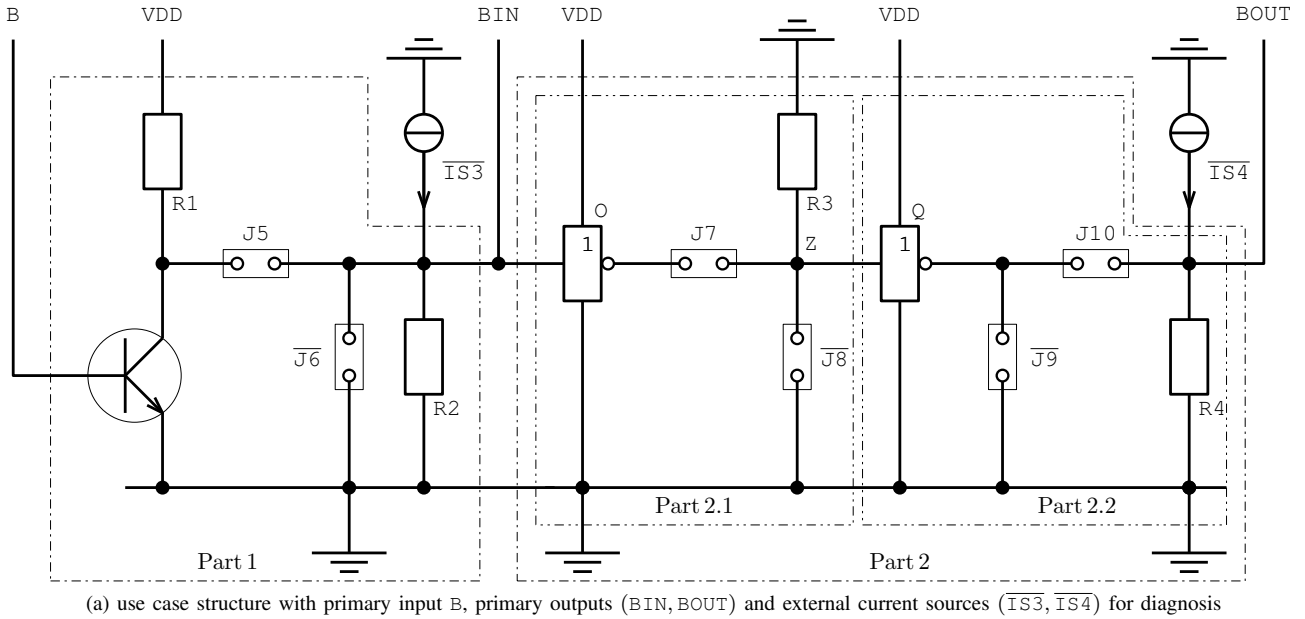 B VDD BIN VDD VDD BOUT
IS3 IS4
R1 R3
O Q
J5 1 J7 Z 1 J10
J6 J8 J9
R2 R4
Part 2.1 Part 2.2
Part 1 Part 2
(a) use case structure with primary input B, primary outputs (BIN, BOUT) and external current sources (I̅S̅3̅, I̅S̅4̅) for diagnosis